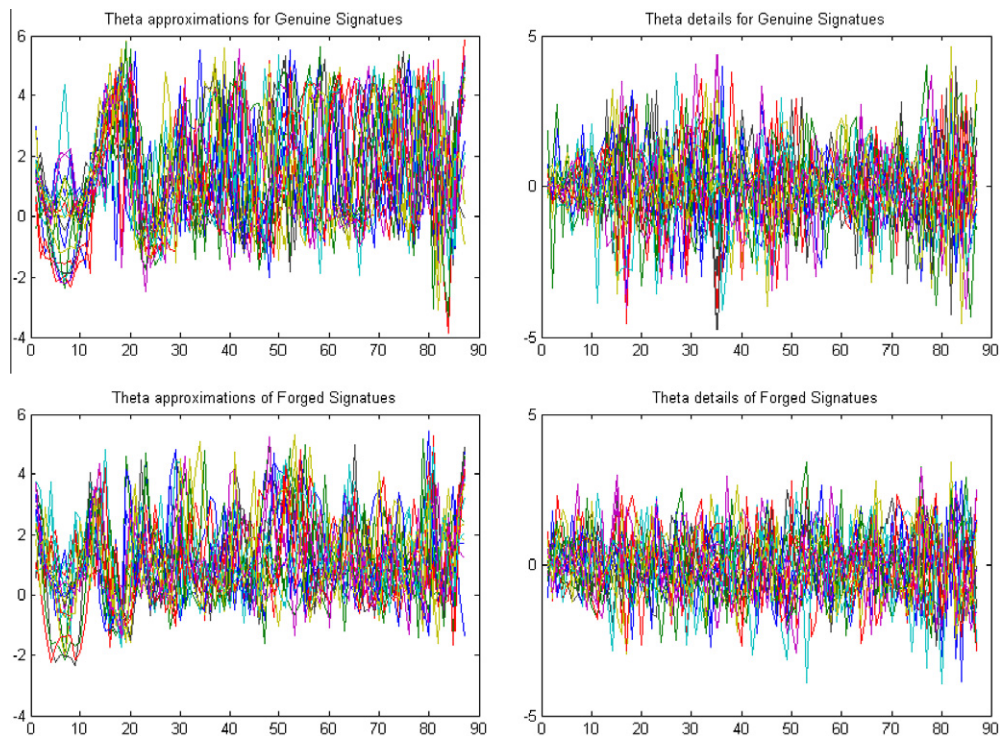 Theta approximations for Genuine Signatues
Theta details for Genuine Signatues
6
4
2
0
-2
-4
0 10 20 30 40 50 60 70 80 90
5
0
-5
0 10 20 30 40 50 60 70 80 90
Theta approximations of Forged Signatues
Theta details of Forged Signatues
6
4
2
0
-2
-4
0 10 20 30 40 50 60 70 80 90
5
0
-5
0 10 20 30 40 50 60 70 80 90